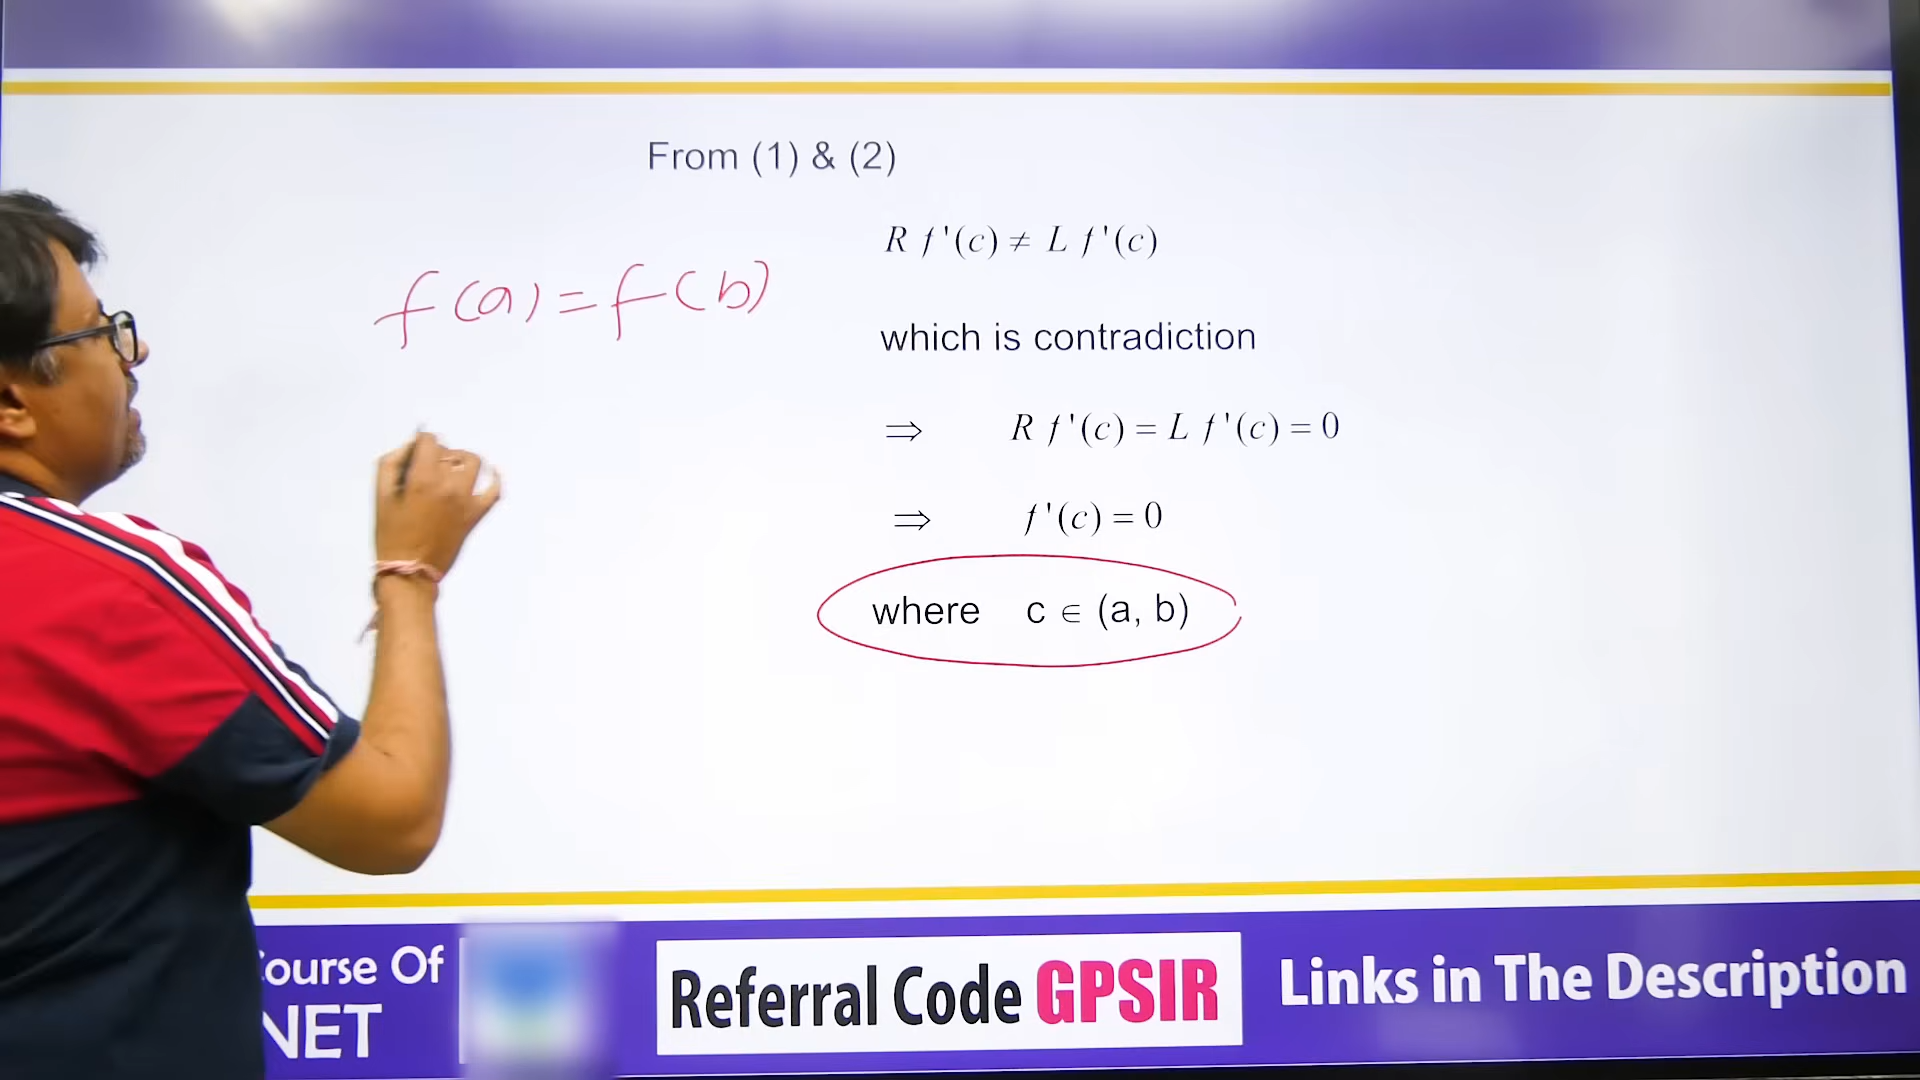 From (1) & (2)
R f'(c) ≠ L f'(c)
f(a) = f(b)
which is contradiction
⇒ R f'(c) = L f'(c) = 0
⇒ f'(c) = 0
where c ∈ (a, b)
ourse Of
NET
Referral Code GPSIR
Links in The Description